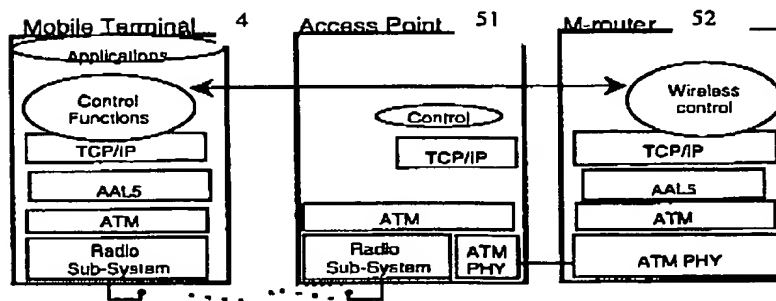 Mobile Terminal 4
Applications
Control
Functions
TCP/IP
AAL5
ATM
Radio
Sub-System
Access Point 51
Control
TCP/IP
ATM
Radio
Sub-System
ATM
PHY
M-router 52
Wireless
control
TCP/IP
AAL5
ATM
ATM PHY